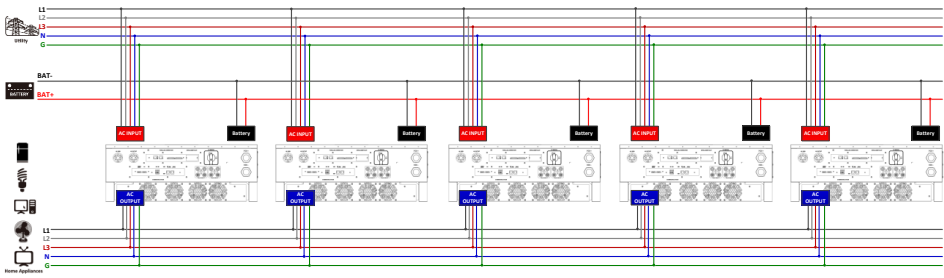 L1
L2
L3
N
G
Utility
BAT-
BATTERY
BAT+
AC INPUT
Battery
AC INPUT
Battery
AC INPUT
Battery
AC INPUT
Battery
AC INPUT
Battery
AC
OUTPUT
AC
OUTPUT
AC
OUTPUT
AC
OUTPUT
AC
OUTPUT
L1
L2
L3
N
G
Home Appliances